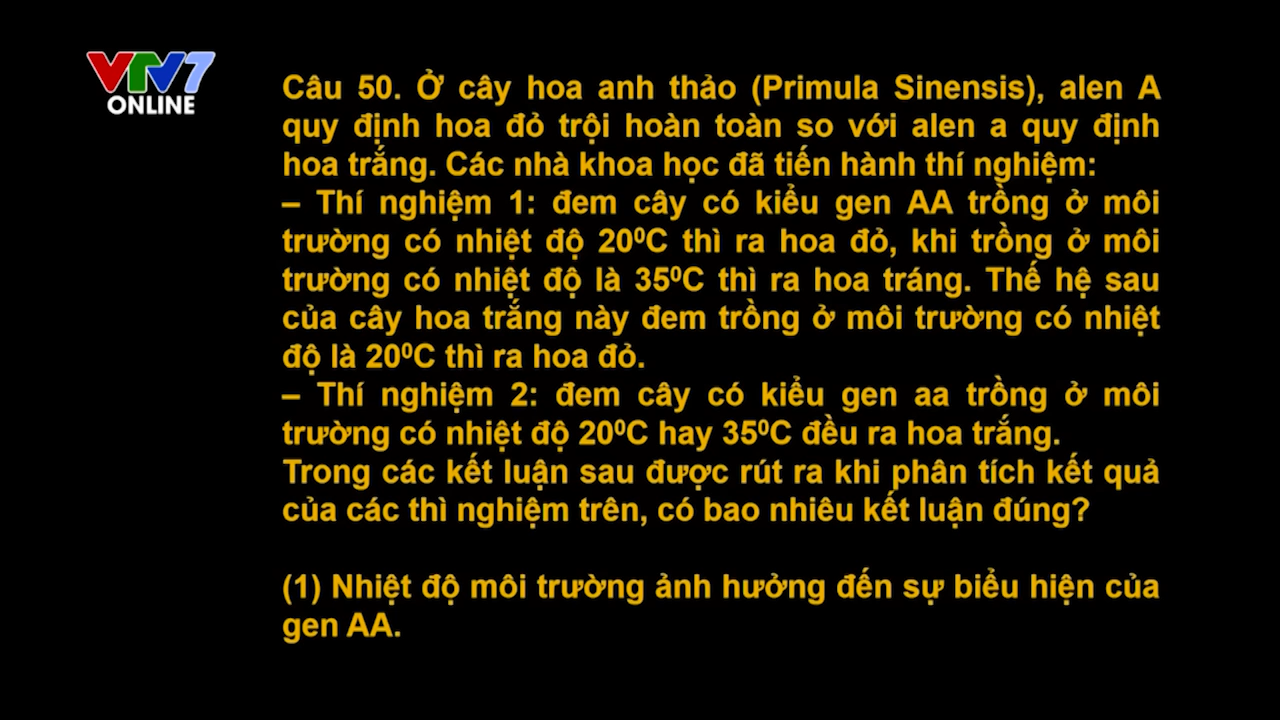 VTV7
ONLINE
Câu 50. Ở cây hoa anh thảo (Primula Sinensis), alen A
quy định hoa đỏ trội hoàn toàn so với alen a quy định
hoa trắng. Các nhà khoa học đã tiến hành thí nghiệm:
– Thí nghiệm 1: đem cây có kiểu gen AA trồng ở môi
trường có nhiệt độ 20⁰C thì ra hoa đỏ, khi trồng ở môi
trường có nhiệt độ là 35⁰C thì ra hoa tráng. Thế hệ sau
của cây hoa trắng này đem trồng ở môi trường có nhiệt
độ là 20⁰C thì ra hoa đỏ.
– Thí nghiệm 2: đem cây có kiểu gen aa trồng ở môi
trường có nhiệt độ 20⁰C hay 35⁰C đều ra hoa trắng.
Trong các kết luận sau được rút ra khi phân tích kết quả
của các thì nghiệm trên, có bao nhiêu kết luận đúng?
(1) Nhiệt độ môi trường ảnh hưởng đến sự biểu hiện của
gen AA.